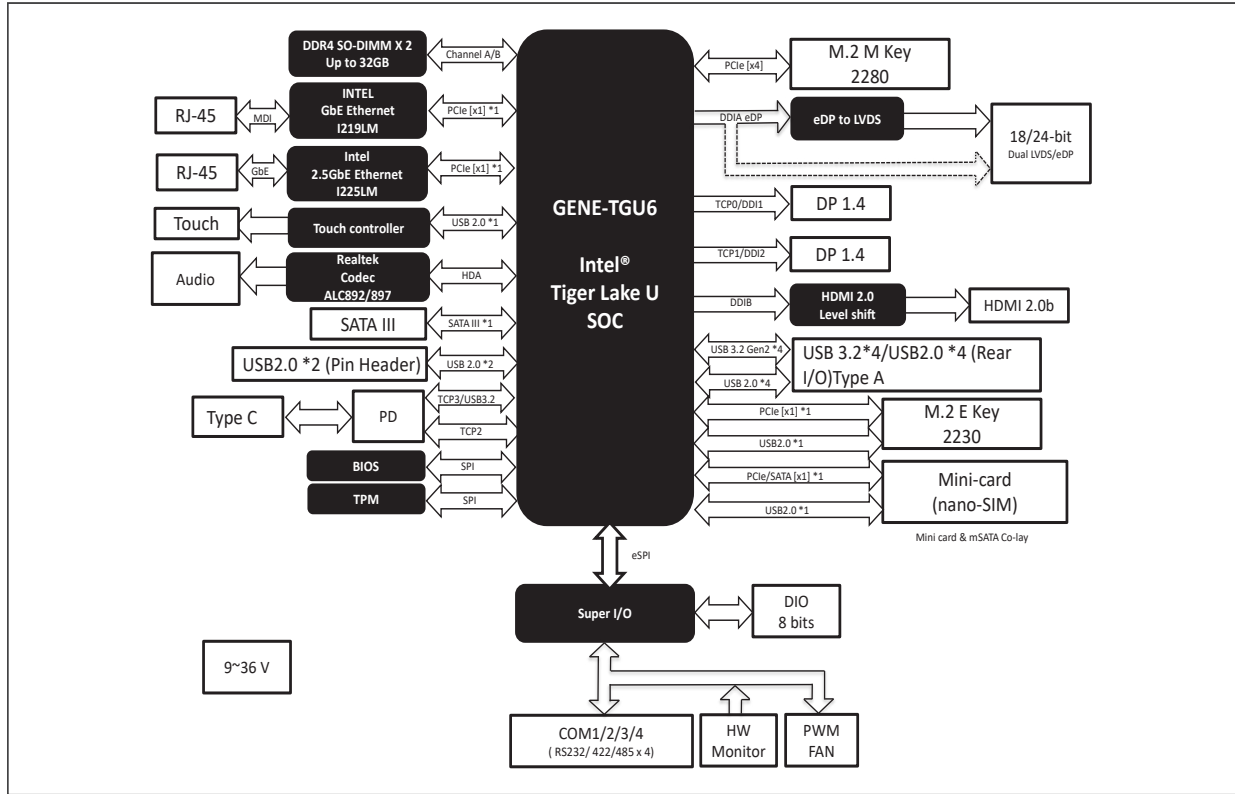 DDR4 SO-DIMM X 2
Up to 32GB
Channel A/B
RJ-45
MDI
INTEL
GbE Ethernet
I219LM
PCIe [x1] *1
RJ-45
GbE
Intel
2.5GbE Ethernet
I225LM
PCIe [x1] *1
Touch
Touch controller
USB 2.0 *1
Audio
Realtek
Codec
ALC892/897
HDA
SATA III
SATA III *1
USB2.0 *2 (Pin Header)
USB 2.0 *2
Type C
PD
TCP3/USB3.2
TCP2
BIOS
SPI
TPM
SPI
GENE-TGU6
Intel®
Tiger Lake U
SOC
PCIe [x4]
M.2 M Key
2280
DDIA eDP
eDP to LVDS
18/24-bit
Dual LVDS/eDP
TCP0/DDI1
DP 1.4
TCP1/DDI2
DP 1.4
DDIB
HDMI 2.0
Level shift
HDMI 2.0b
USB 3.2 Gen2 *4
USB 2.0 *4
USB 3.2*4/USB2.0 *4 (Rear
I/O)Type A
PCIe [x1] *1
USB2.0 *1
M.2 E Key
2230
PCIe/SATA [x1] *1
USB2.0 *1
Mini-card
(nano-SIM)
Mini card & mSATA Co-lay
eSPI
Super I/O
DIO
8 bits
9~36 V
COM1/2/3/4
( RS232/ 422/485 x 4)
HW
Monitor
PWM
FAN